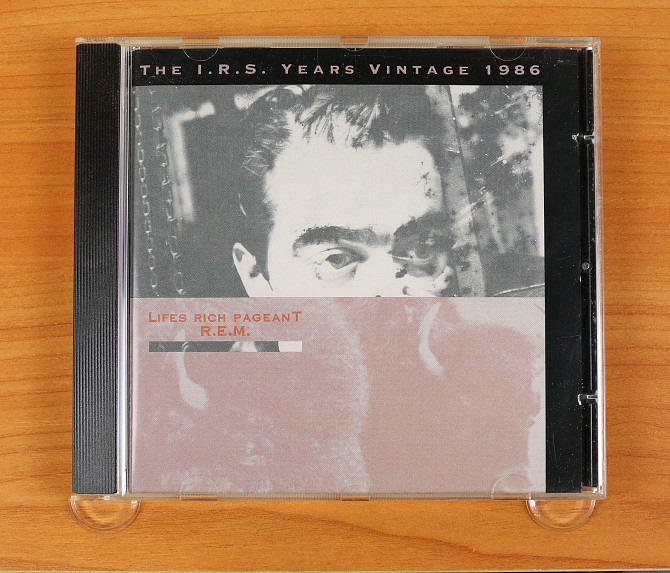 THE I.R.S. YEARS VINTAGE 1986
LIFES RICH PAGEANT
R.E.M.